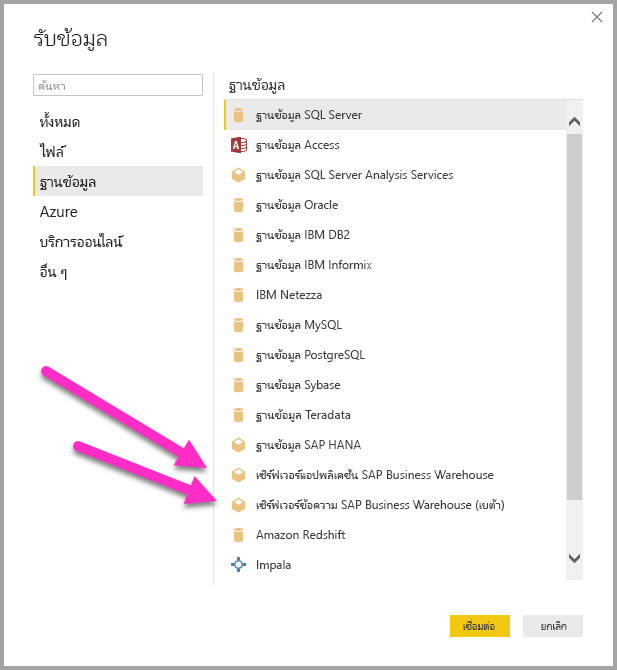 รับข้อมูล
ค้นหา
ทั้งหมด
ไฟล์
ฐานข้อมูล
Azure
บริการออนไลน์
อื่น ๆ
ฐานข้อมูล
ฐานข้อมูล SQL Server
ฐานข้อมูล Access
ฐานข้อมูล SQL Server Analysis Services
ฐานข้อมูล Oracle
ฐานข้อมูล IBM DB2
ฐานข้อมูล IBM Informix
IBM Netezza
ฐานข้อมูล MySQL
ฐานข้อมูล PostgreSQL
ฐานข้อมูล Sybase
ฐานข้อมูล Teradata
ฐานข้อมูล SAP HANA
เซิร์ฟเวอร์แอปพลิเคชัน SAP Business Warehouse
เซิร์ฟเวอร์ข้อความ SAP Business Warehouse (เบต้า)
Amazon Redshift
Impala
เชื่อมต่อ
ยกเลิก